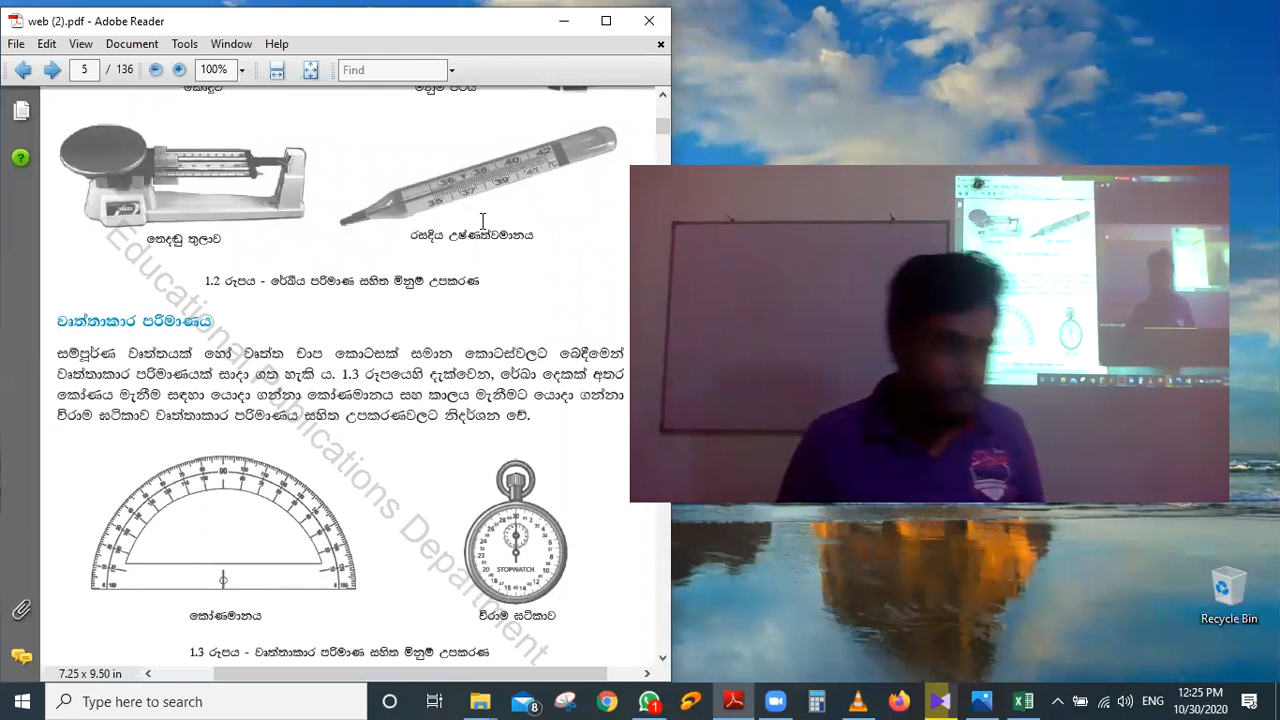 web (2).pdf - Adobe Reader
File Edit View Document Tools Window Help
5 / 136 100% Find
තෙදඬු තුලාව
රසදිය උෂ්ණත්වමානය
1.2 රූපය - රේඛීය පරිමාණ සහිත මිනුම් උපකරණ
වෘත්තාකාර පරිමාණය
සම්පූර්ණ වෘත්තයක් හෝ වෘත්ත චාප කොටසක් සමාන කොටස්වලට බෙදීමෙන්
වෘත්තාකාර පරිමාණයක් සාදා ගත හැකි ය. 1.3 රූපයෙහි දැක්වෙන, රේඛා දෙකක් අතර
කෝණය මැනීම සඳහා යොදා ගන්නා කෝණමානය සහ කාලය මැනීමට යොදා ගන්නා
විරාම ඝටිකාව වෘත්තාකාර පරිමාණය සහිත උපකරණවලට නිදර්ශන වේ.
STOPWATCH
කෝණමානය
විරාම ඝටිකාව
1.3 රූපය - වෘත්තාකාර පරිමාණ සහිත මිනුම් උපකරණ
Educational Publications Department
7.25 x 9.50 in
Recycle Bin
Type here to search
8
1
ENG
12:25 PM
10/30/2020